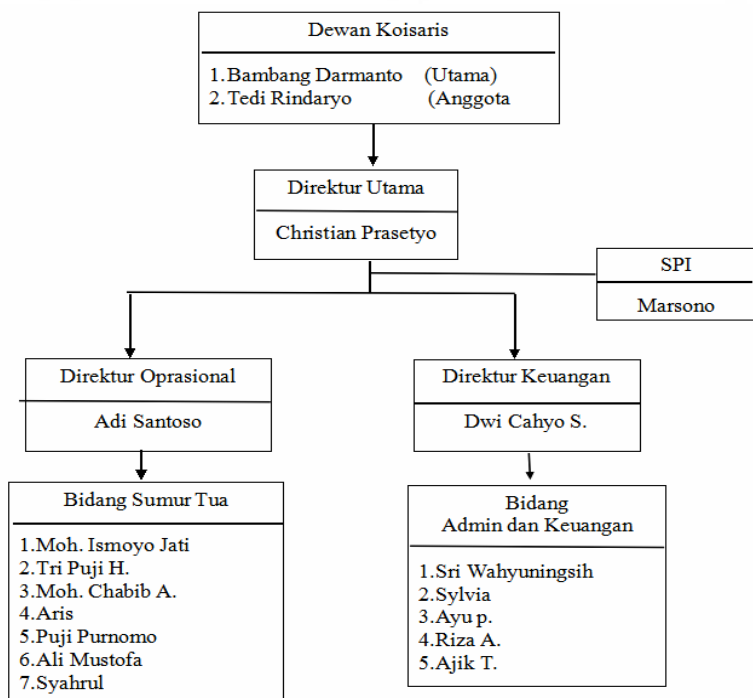 Dewan Koisaris
1.Bambang Darmanto (Utama)
2.Tedi Rindaryo (Anggota
Direktur Utama
Christian Prasetyo
SPI
Marsono
Direktur Oprasional
Adi Santoso
Direktur Keuangan
Dwi Cahyo S.
Bidang Sumur Tua
1.Moh. Ismoyo Jati
2.Tri Puji H.
3.Moh. Chabib A.
4.Aris
5.Puji Purnomo
6.Ali Mustofa
7.Syahrul
Bidang
Admin dan Keuangan
1.Sri Wahyuningsih
2.Sylvia
3.Ayu p.
4.Riza A.
5.Ajik T.